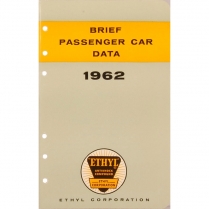 BRIEF
PASSENGER CAR
DATA
1962
ETHYL
ETHYL CORPORATION